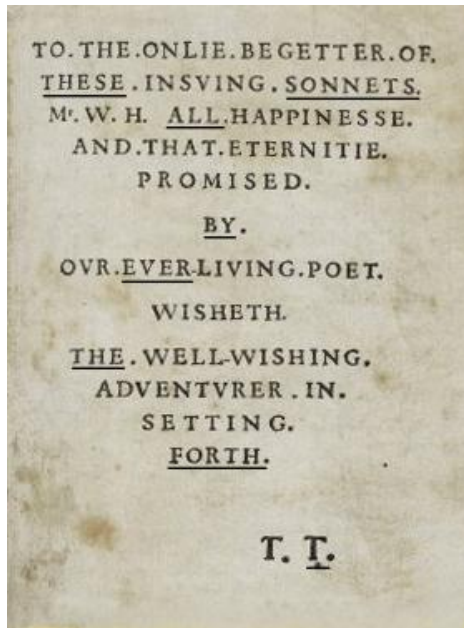 TO.THE.ONLIE.BEGETTER.OF.
THESE.INSVING.SONNETS.
Mr.W.H. ALL.HAPPINESSE.
AND.THAT.ETERNITIE.
PROMISED.
BY.
OVR.EVER-LIVING.POET.
WISHETH.
THE.WELL-WISHING.
ADVENTVRER.IN.
SETTING.
FORTH.
T. T.